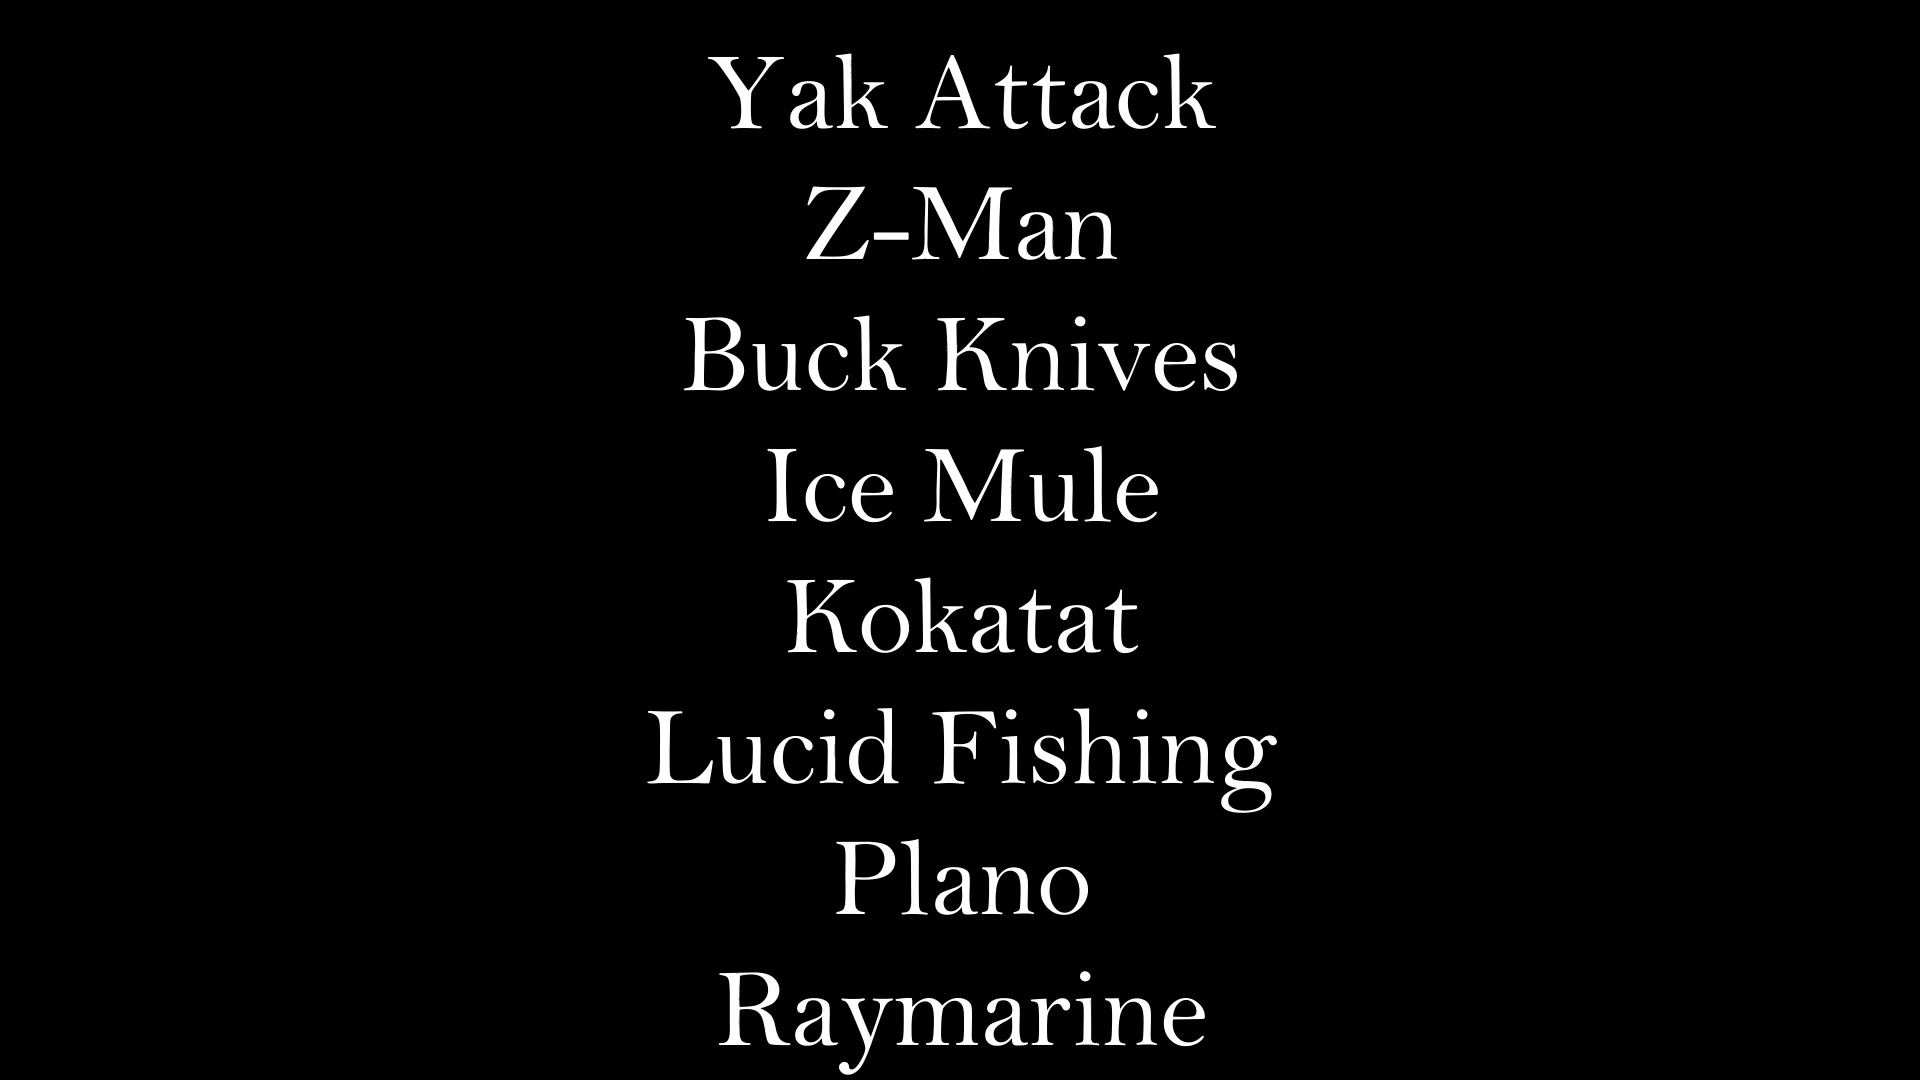 Yak Attack
Z-Man
Buck Knives
Ice Mule
Kokatat
Lucid Fishing
Plano
Raymarine